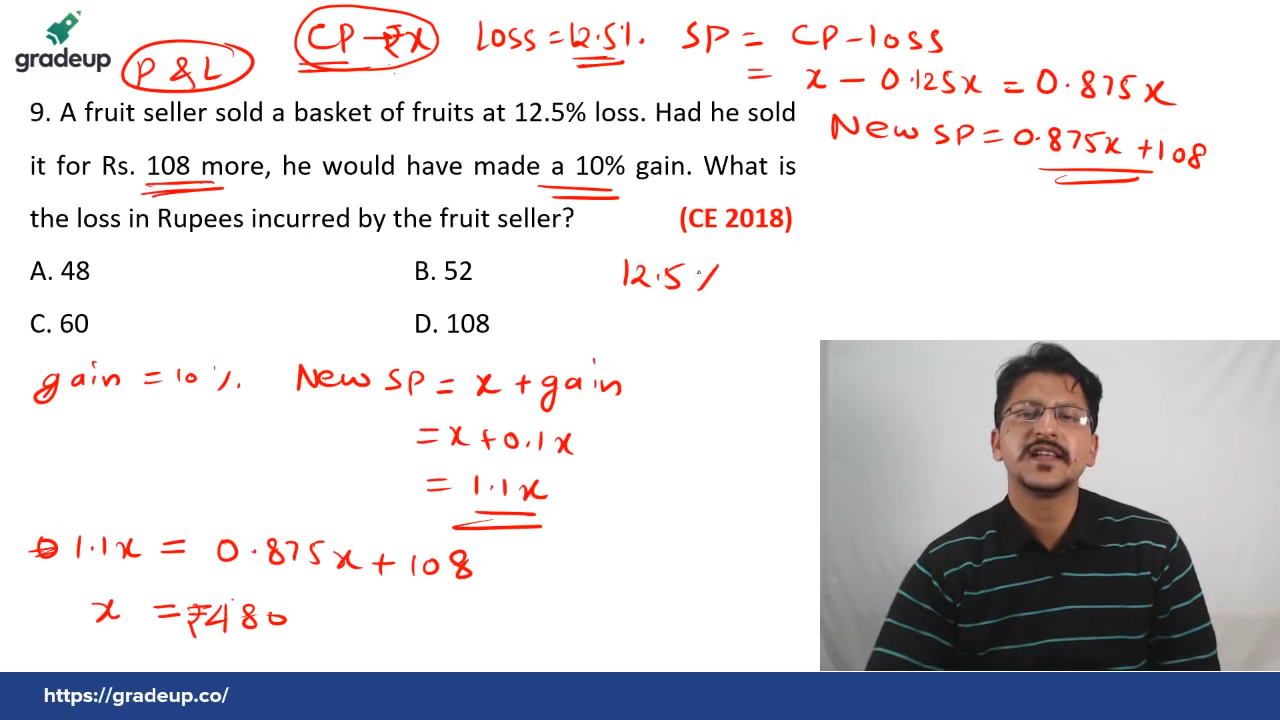 gradeup
P & L
CP → ₹x
Loss = 12.5%. SP = CP - loss
= x - 0.125x = 0.875x
New SP = 0.875x + 108
9. A fruit seller sold a basket of fruits at 12.5% loss. Had he sold
it for Rs. 108 more, he would have made a 10% gain. What is
the loss in Rupees incurred by the fruit seller?
(CE 2018)
A. 48
B. 52
C. 60
D. 108
12.5 %
gain = 10%.
New SP = x + gain
= x + 0.1x
= 1.1x
1.1x = 0.875x + 108
x = ₹480
https://gradeup.co/